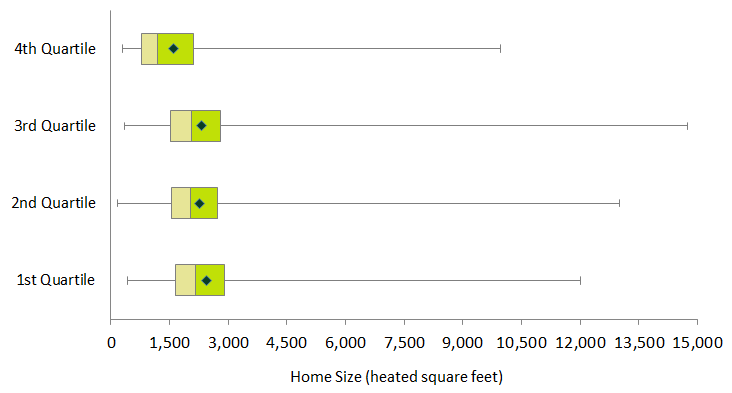 4th Quartile
3rd Quartile
2nd Quartile
1st Quartile
0 1,500 3,000 4,500 6,000 7,500 9,000 10,500 12,000 13,500 15,000
Home Size (heated square feet)